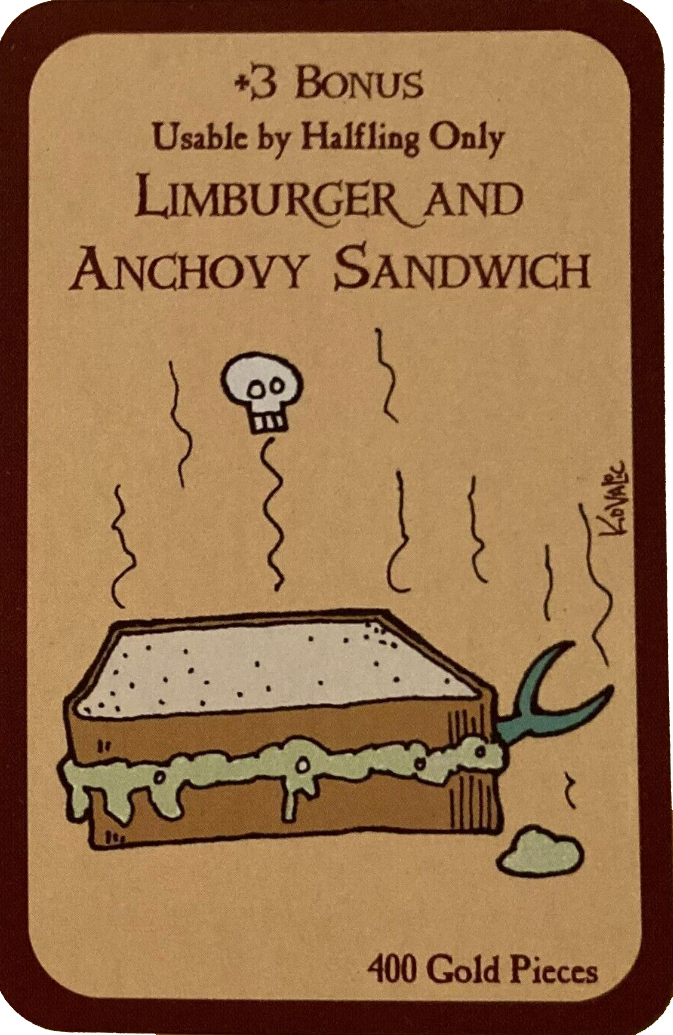 +3 Bonus
Usable by Halfling Only
Limburger and
Anchovy Sandwich
Kovalic
400 Gold Pieces